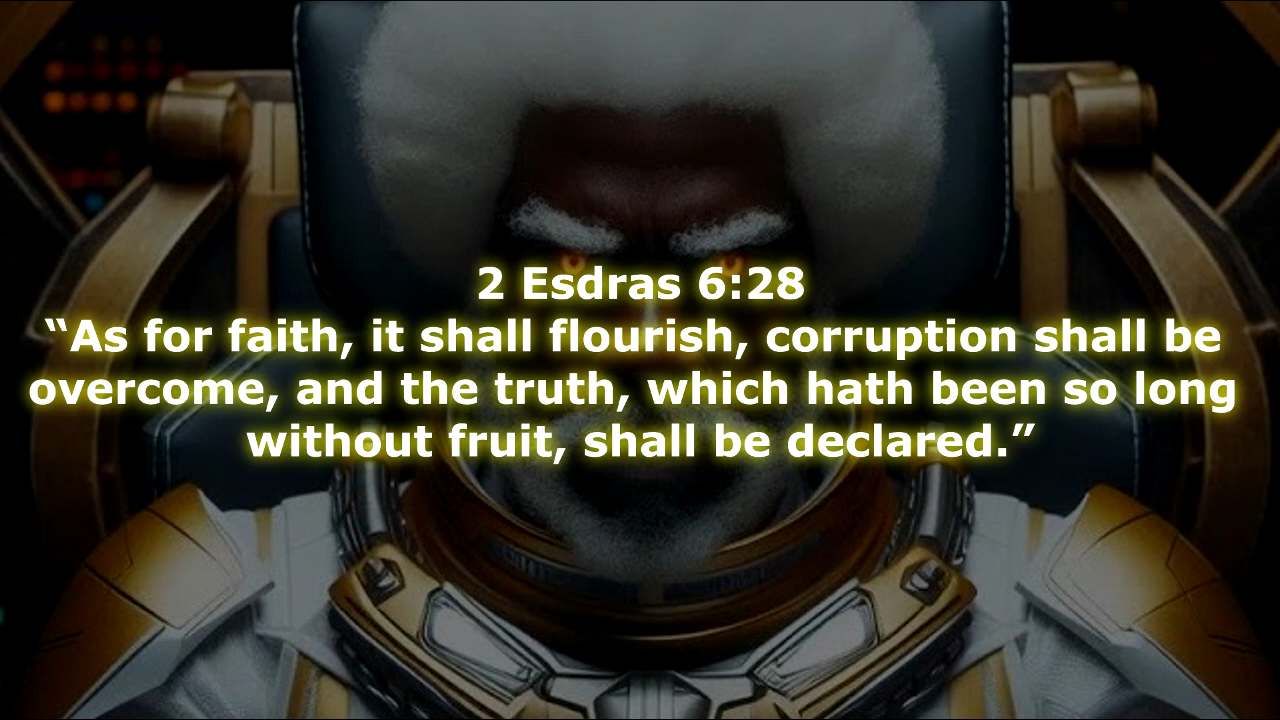 2 Esdras 6:28
“As for faith, it shall flourish, corruption shall be
overcome, and the truth, which hath been so long
without fruit, shall be declared.”